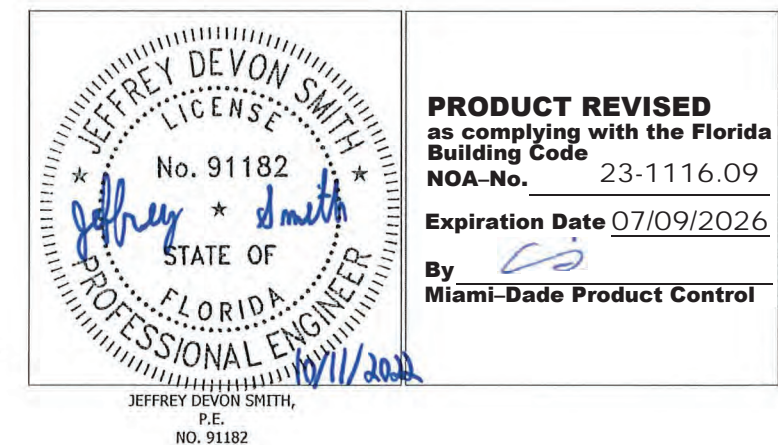 JEFFREY DEVON SMITH
LICENSE
No. 91182
Jeffrey Smith
STATE OF
FLORIDA
PROFESSIONAL ENGINEER
10/11/2022
JEFFREY DEVON SMITH,
P.E.
NO. 91182
PRODUCT REVISED
as complying with the Florida
Building Code
NOA–No. 23-1116.09
Expiration Date 07/09/2026
By
Miami–Dade Product Control